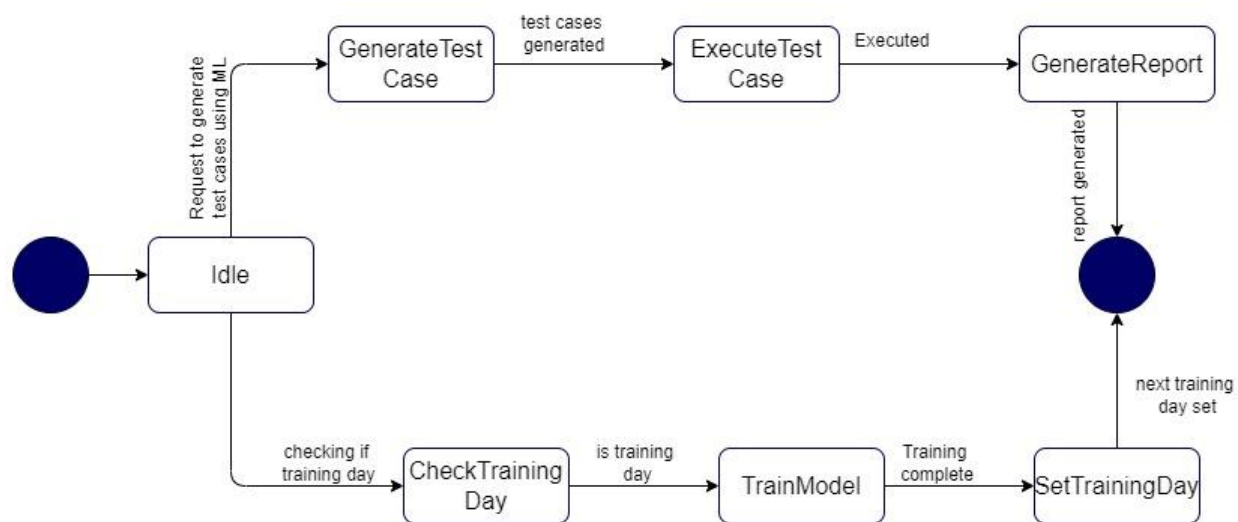 GenerateTest
Case
test cases
generated
ExecuteTest
Case
Executed
GenerateReport
Request to generate
test cases using ML
report generated
Idle
next training
day set
checking if
training day
CheckTraining
Day
is training
day
TrainModel
Training
complete
SetTrainingDay